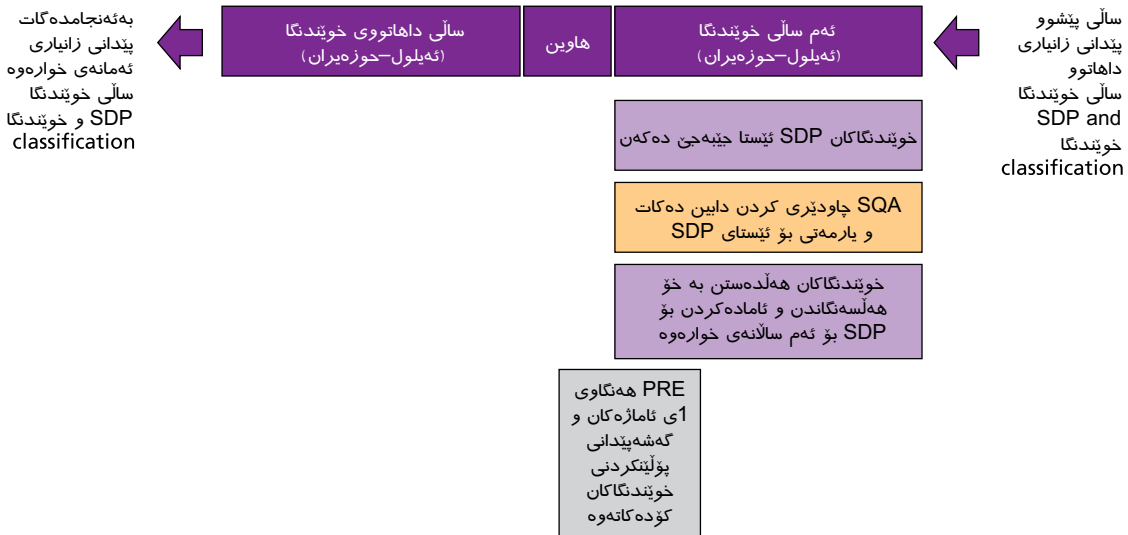 ساڵی پێشوو
پێدانی زانیاری
داهاتوو
ساڵی خوێندنگا
SDP and
خوێندنگا
classification
ئەم ساڵی خوێندنگا
(ئەیلول–حوزەیران)
هاوین
ساڵی داهاتووی خوێندنگا
(ئەیلول–حوزەیران)
بەئەنجامدەگات
پێدانی زانیاری
ئەمانەی خوارەوە
ساڵی خوێندنگا
SDP و خوێندنگا
classification
خوێندنگاکان SDP ئێستا جێبەجێ دەکەن
SQA چاودێری کردن دابین دەکات
و یارمەتی بۆ ئێستای SDP
خوێندنگاکان هەڵدەستن بە خۆ
هەڵسەنگاندن و ئامادەکردن بۆ
SDP بۆ ئەم ساڵانەی خوارەوە
PRE هەنگاوی
1ی ئاماژەکان و
گەشەپێدانی
پۆڵێنکردنی
خوێندنگاکان
کۆدەکاتەوە